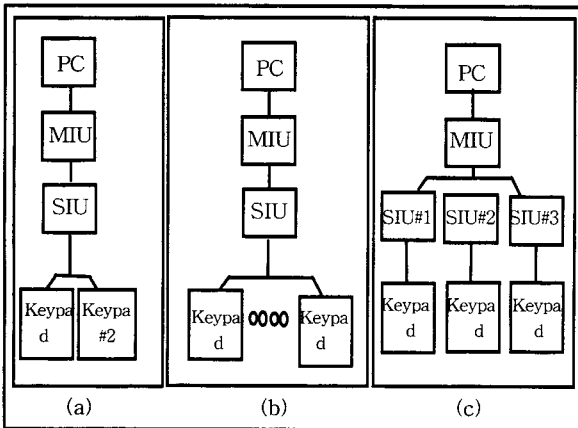 PC
MIU
SIU
Keypa
d
Keypa
#2
(a)
PC
MIU
SIU
Keypa
d
Keypa
d
(b)
PC
MIU
SIU#1
SIU#2
SIU#3
Keypa
d
Keypa
d
Keypa
d
(c)